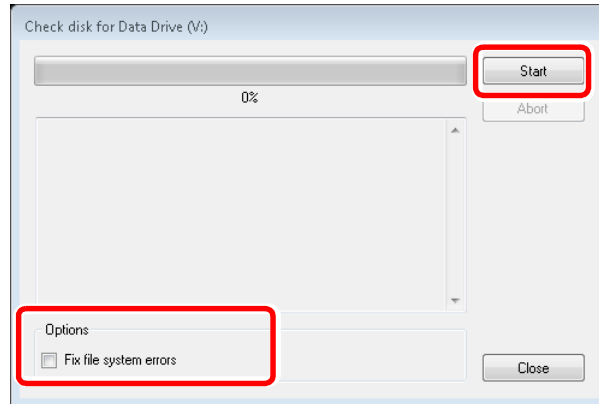 Check disk for Data Drive (V:)
Start
0%
Abort
Options
Fix file system errors
Close